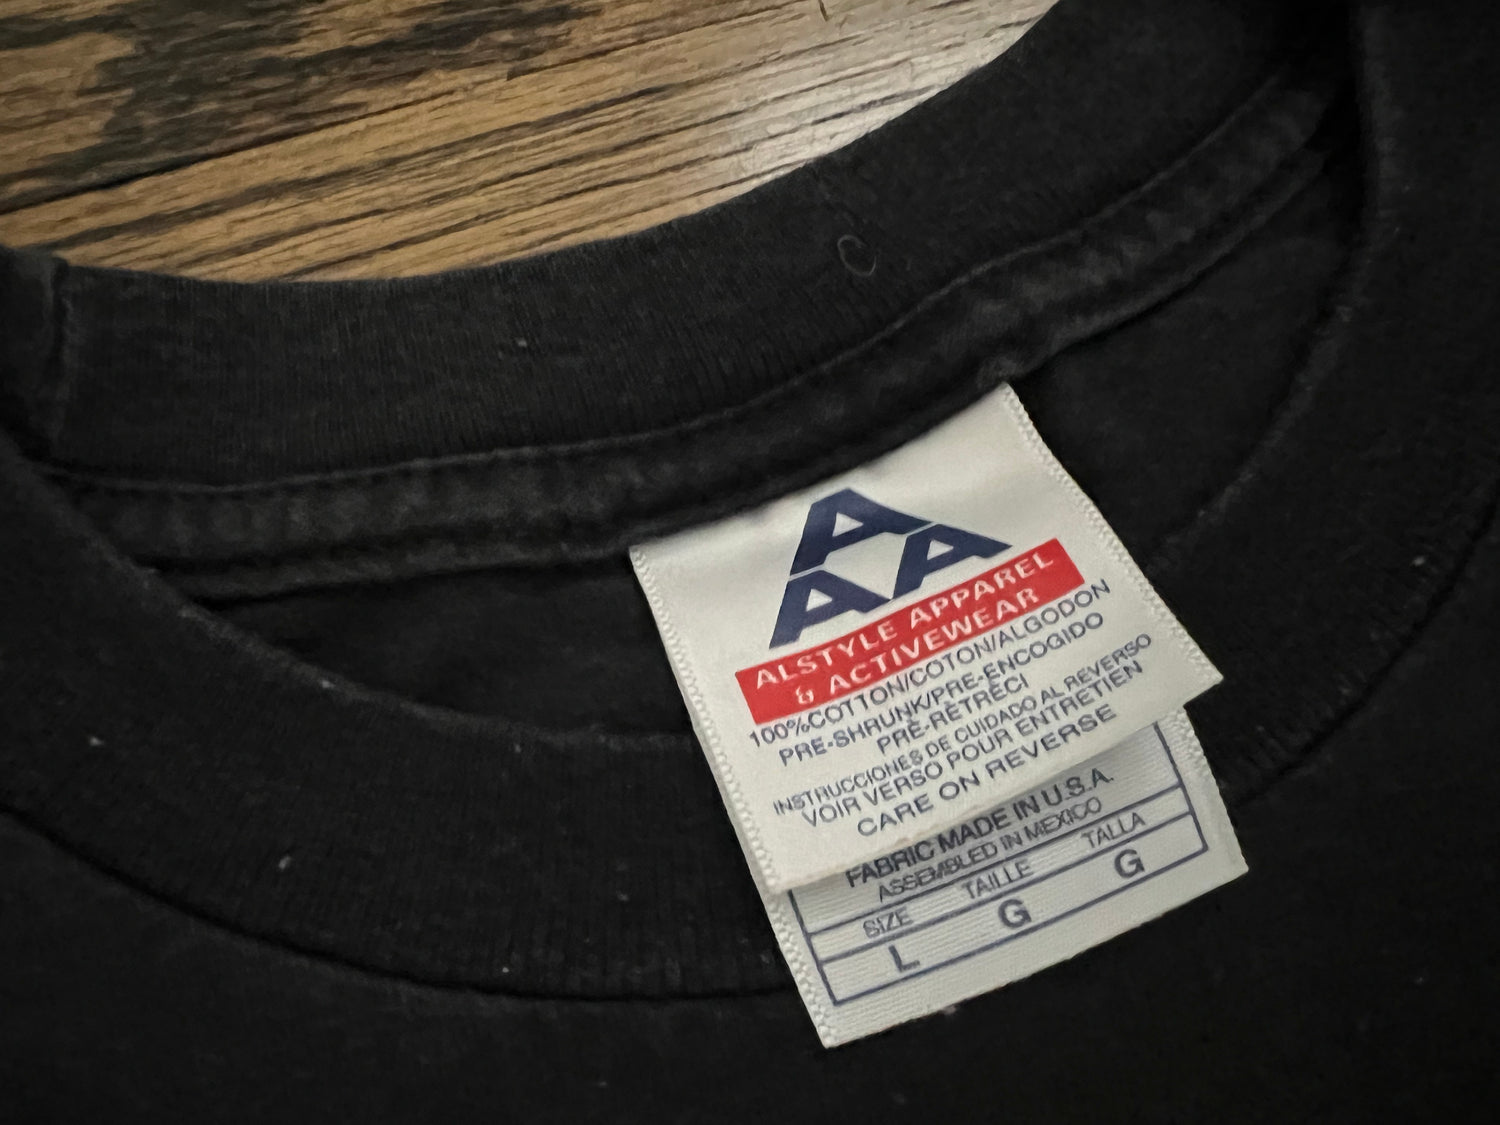 A
A A
ALSTYLE APPAREL
& ACTIVEWEAR
100%COTTON/COTON/ALGODON
PRE-SHRUNK/PRE-ENCOGIDO
PRÉ-RÉTRÉCI
INSTRUCCIONES DE CUIDADO AL REVERSO
VOIR VERSO POUR ENTRETIEN
CARE ON REVERSE
FABRIC MADE IN U.S.A.
ASSEMBLED IN MEXICO
SIZE TAILLE TALLA
L G G